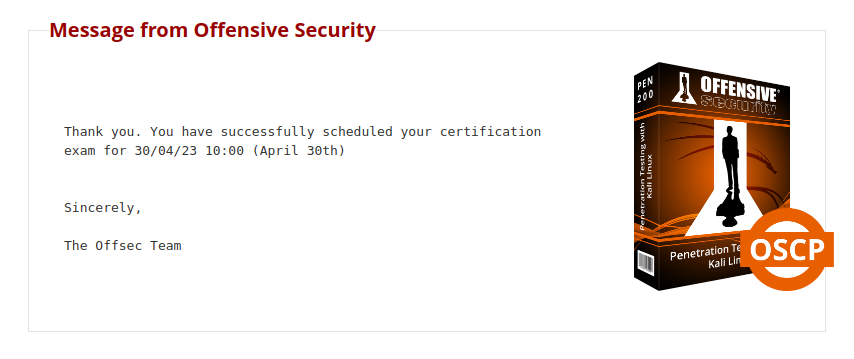 Message from Offensive Security
Thank you. You have successfully scheduled your certification
exam for 30/04/23 10:00 (April 30th)
Sincerely,
The Offsec Team
PEN
200
OFFENSIVE
security
Penetration Testing with
Kali Linux
Penetration Te
Kali Lin
OSCP